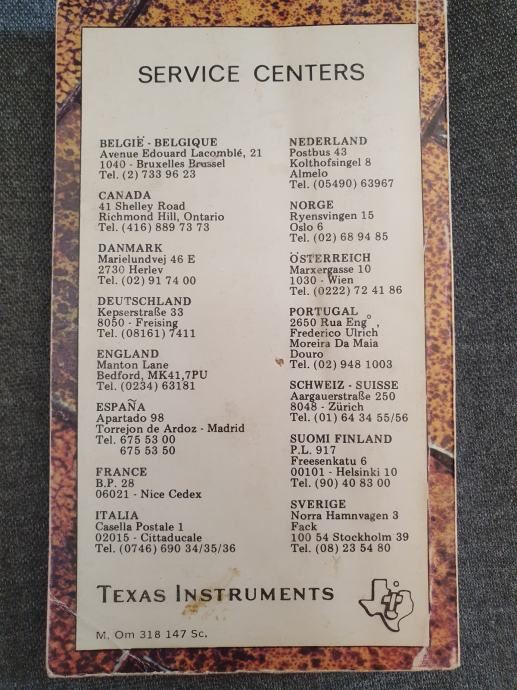 SERVICE CENTERS
BELGIË - BELGIQUE
Avenue Edouard Lacomblé, 21
1040 - Bruxelles Brussel
Tel. (2) 733 96 23
CANADA
41 Shelley Road
Richmond Hill, Ontario
Tel. (416) 889 73 73
DANMARK
Marielundvej 46 E
2730 Herlev
Tel. (02) 91 74 00
DEUTSCHLAND
Kepserstraße 33
8050 - Freising
Tel. (08161) 7411
ENGLAND
Manton Lane
Bedford, MK41,7PU
Tel. (0234) 63181
ESPAÑA
Apartado 98
Torrejon de Ardoz - Madrid
Tel. 675 53 00
675 53 50
FRANCE
B.P. 28
06021 - Nice Cedex
ITALIA
Casella Postale 1
02015 - Cittaducale
Tel. (0746) 690 34/35/36
NEDERLAND
Postbus 43
Kolthofsingel 8
Almelo
Tel. (05490) 63967
NORGE
Ryensvingen 15
Oslo 6
Tel. (02) 68 94 85
ÖSTERREICH
Marxergasse 10
1030 - Wien
Tel. (0222) 72 41 86
PORTUGAL
2650 Rua Eng°,
Frederico Ulrich
Moreira Da Maia
Douro
Tel. (02) 948 1003
SCHWEIZ - SUISSE
Aargauerstraße 250
8048 - Zürich
Tel. (01) 64 34 55/56
SUOMI FINLAND
P.L. 917
Freesenkatu 6
00101 - Helsinki 10
Tel. (90) 40 83 00
SVERIGE
Norra Hamnvagen 3
Fack
100 54 Stockholm 39
Tel. (08) 23 54 80
TEXAS INSTRUMENTS
M. Om 318 147 Sc.